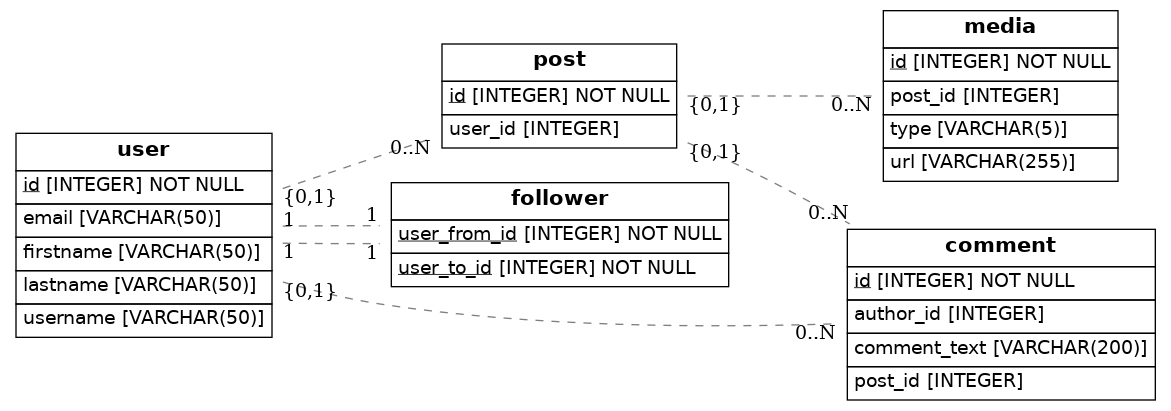 user
id [INTEGER] NOT NULL
email [VARCHAR(50)]
firstname [VARCHAR(50)]
lastname [VARCHAR(50)]
username [VARCHAR(50)]
{0,1}
0..N
1
1
1
1
{0,1}
0..N
post
id [INTEGER] NOT NULL
user_id [INTEGER]
{0,1}
0..N
{0,1}
0..N
follower
user_from_id [INTEGER] NOT NULL
user_to_id [INTEGER] NOT NULL
media
id [INTEGER] NOT NULL
post_id [INTEGER]
type [VARCHAR(5)]
url [VARCHAR(255)]
comment
id [INTEGER] NOT NULL
author_id [INTEGER]
comment_text [VARCHAR(200)]
post_id [INTEGER]